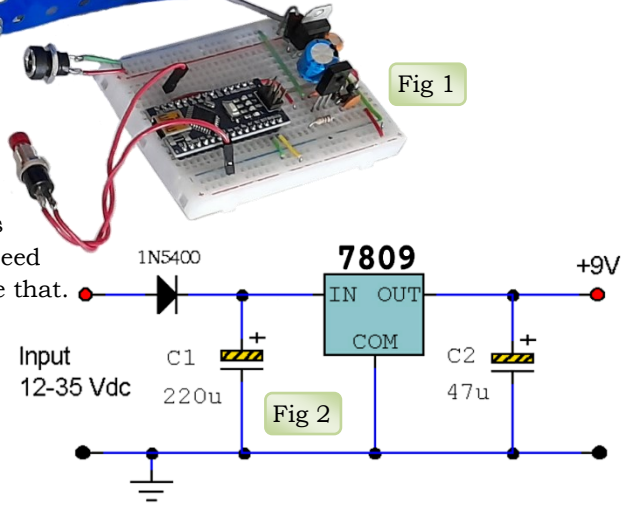 Fig 1
s
eed
e that.
1N5400
7809
+9V
IN OUT
COM
Input
12-35 Vdc
C1
220u
+
C2
47u
+
Fig 2